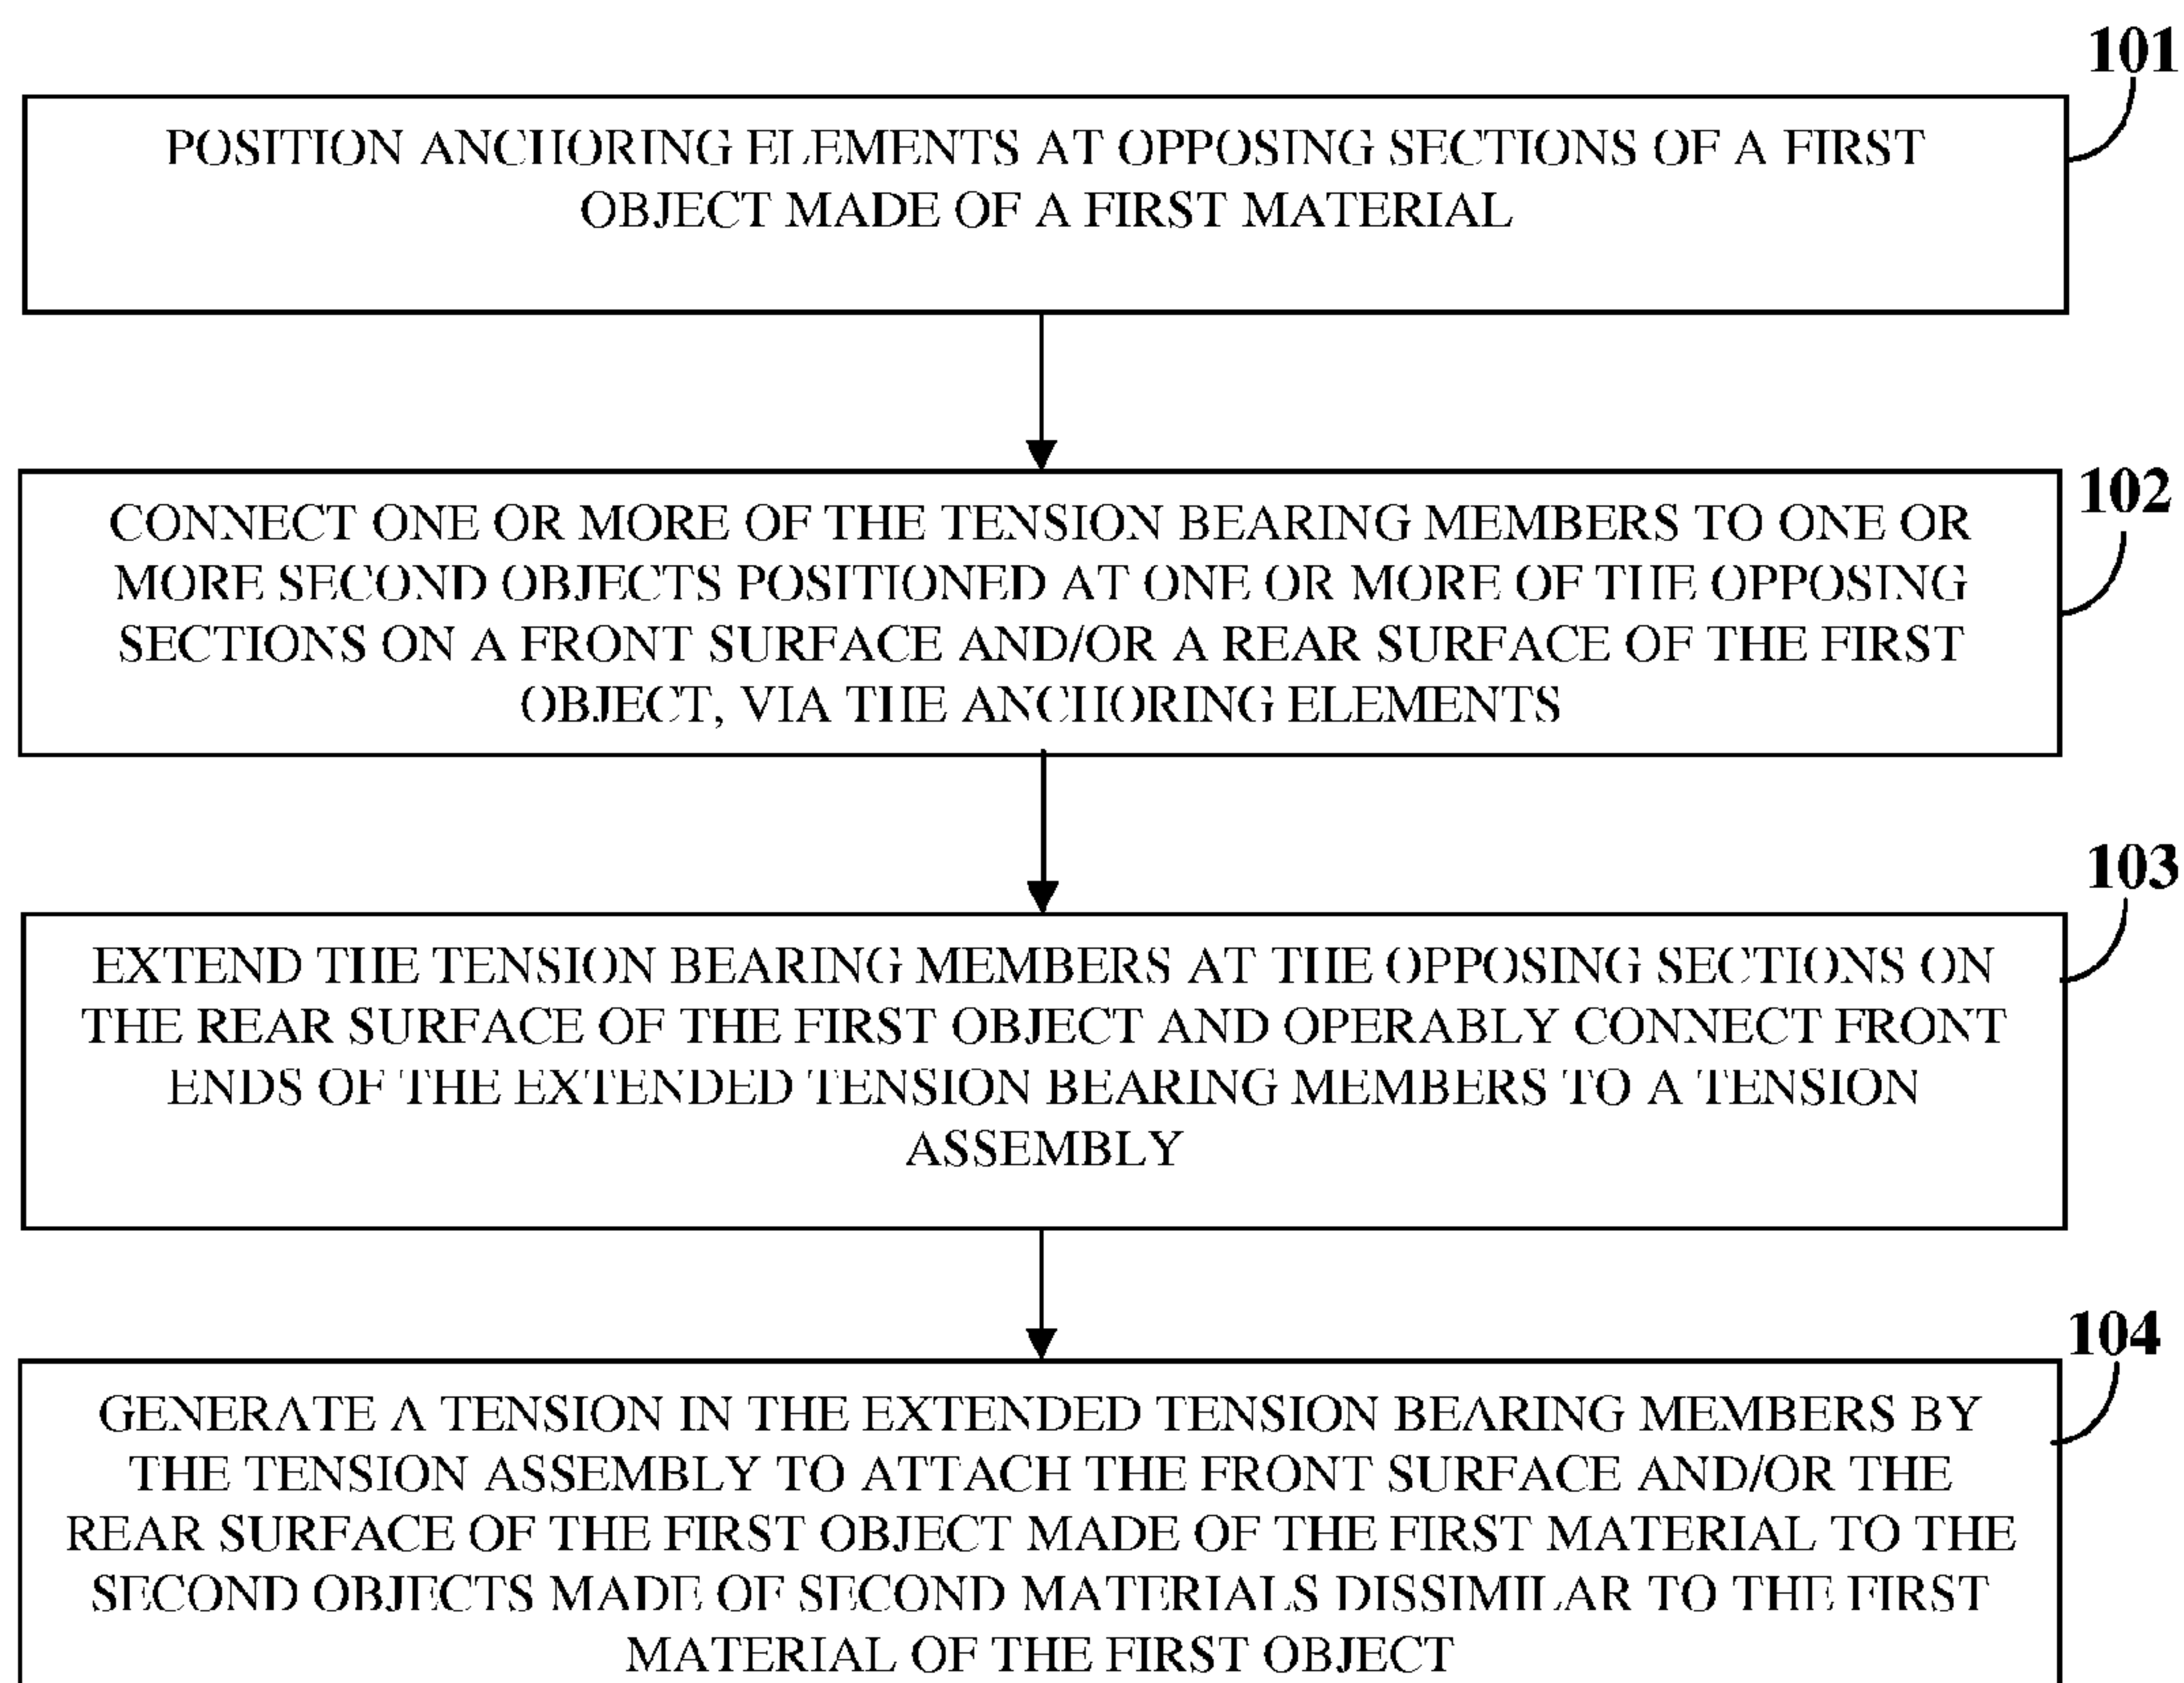 101
POSITION ANCHORING ELEMENTS AT OPPOSING SECTIONS OF A FIRST
OBJECT MADE OF A FIRST MATERIAL
102
CONNECT ONE OR MORE OF THE TENSION BEARING MEMBERS TO ONE OR
MORE SECOND OBJECTS POSITIONED AT ONE OR MORE OF THE OPPOSING
SECTIONS ON A FRONT SURFACE AND/OR A REAR SURFACE OF THE FIRST
OBJECT, VIA THE ANCHORING ELEMENTS
103
EXTEND THE TENSION BEARING MEMBERS AT THE OPPOSING SECTIONS ON
THE REAR SURFACE OF THE FIRST OBJECT AND OPERABLY CONNECT FRONT
ENDS OF THE EXTENDED TENSION BEARING MEMBERS TO A TENSION
ASSEMBLY
104
GENERATE A TENSION IN THE EXTENDED TENSION BEARING MEMBERS BY
THE TENSION ASSEMBLY TO ATTACH THE FRONT SURFACE AND/OR THE
REAR SURFACE OF THE FIRST OBJECT MADE OF THE FIRST MATERIAL TO THE
SECOND OBJECTS MADE OF SECOND MATERIALS DISSIMILAR TO THE FIRST
MATERIAL OF THE FIRST OBJECT